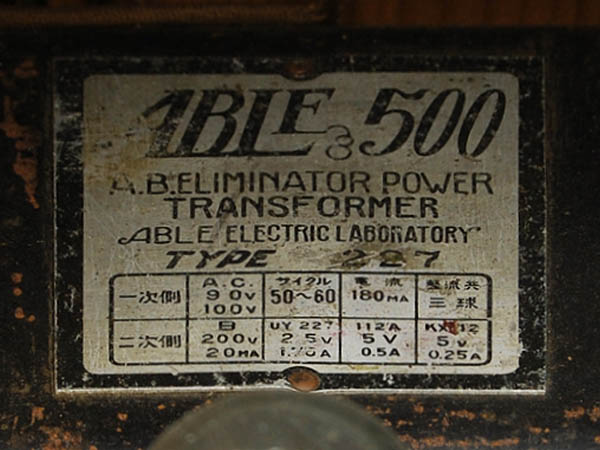 ABLE 500
A.B.ELIMINATOR POWER
TRANSFORMER
ABLE ELECTRIC LABORATORY
TYPE 227
一次側 A.C. 90V 100V サイクル 50～60 電流 180MA 整流共 三球
二次側 B 200V 20MA UY 227 2.5V 112A 5V 0.5A 5V 0.25A